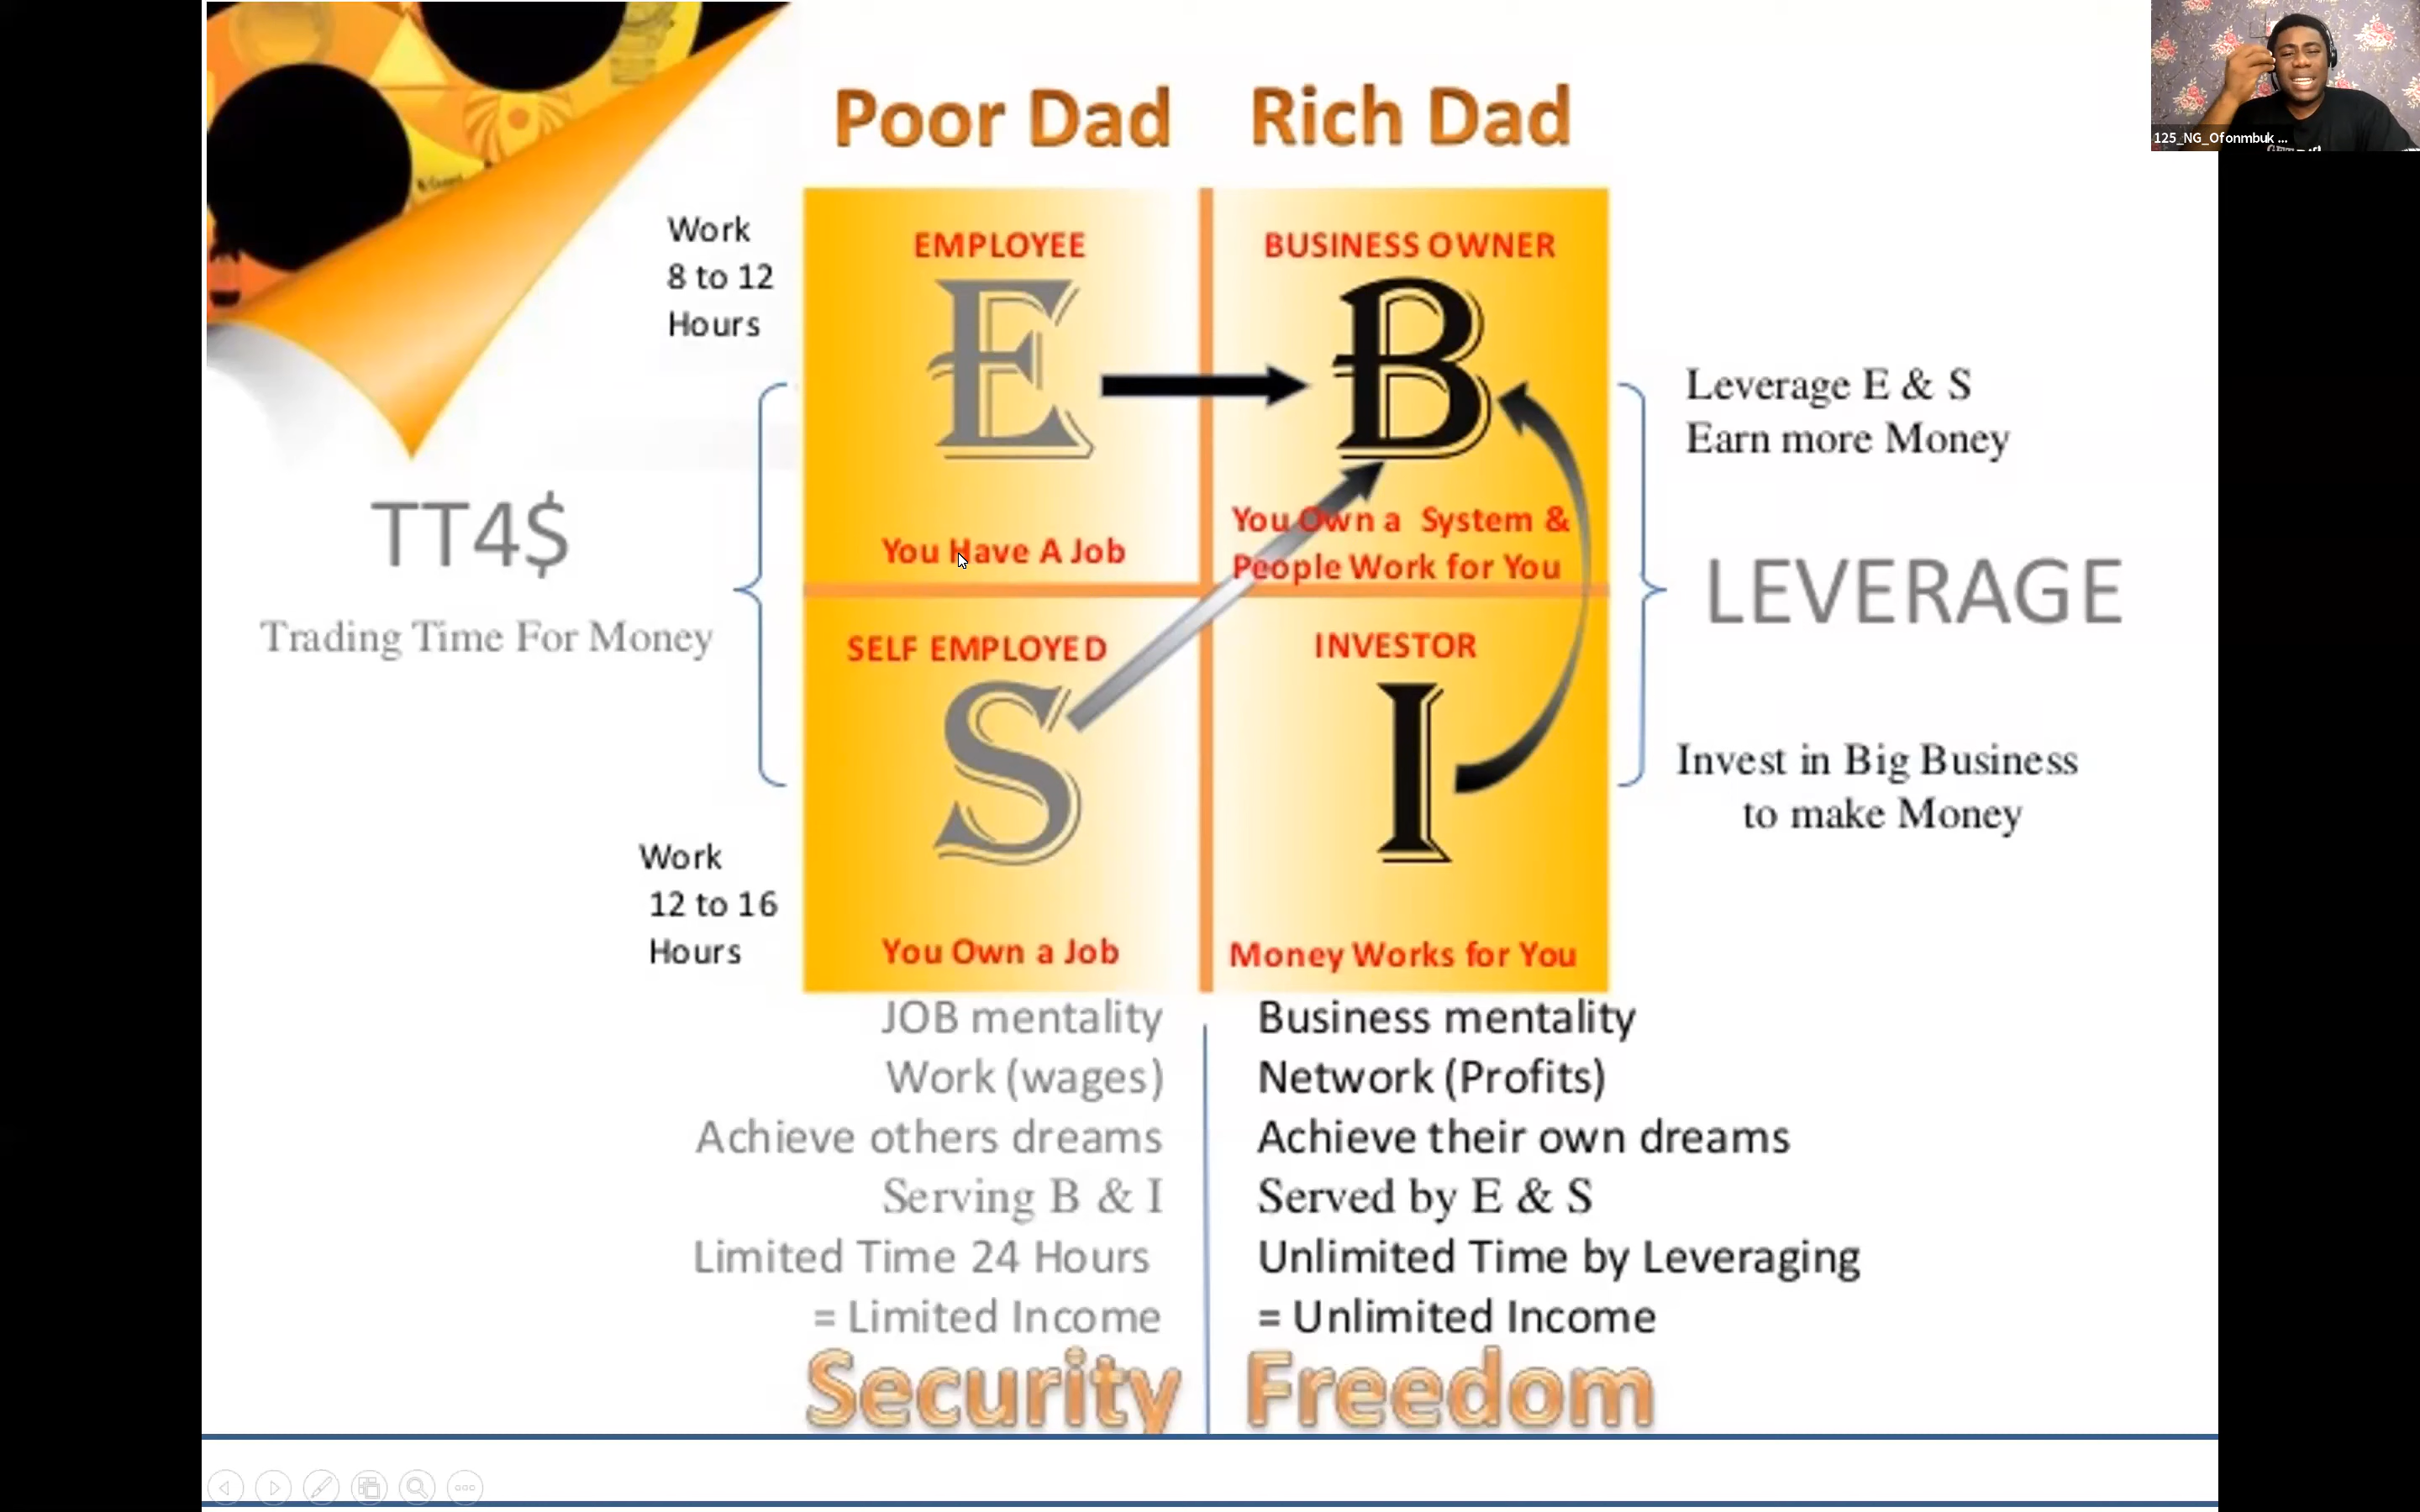 Poor Dad
Rich Dad
125_NG_Ofonmbuk ...
Work
8 to 12
Hours
EMPLOYEE
E
You Have A Job
BUSINESS OWNER
B
You Own a System &
People Work for You
Leverage E & S
Earn more Money
TT4$
Trading Time For Money
LEVERAGE
SELF EMPLOYED
S
You Own a Job
INVESTOR
I
Money Works for You
Invest in Big Business
to make Money
Work
12 to 16
Hours
JOB mentality
Work (wages)
Achieve others dreams
Serving B & I
Limited Time 24 Hours
= Limited Income
Security
Business mentality
Network (Profits)
Achieve their own dreams
Served by E & S
Unlimited Time by Leveraging
= Unlimited Income
Freedom